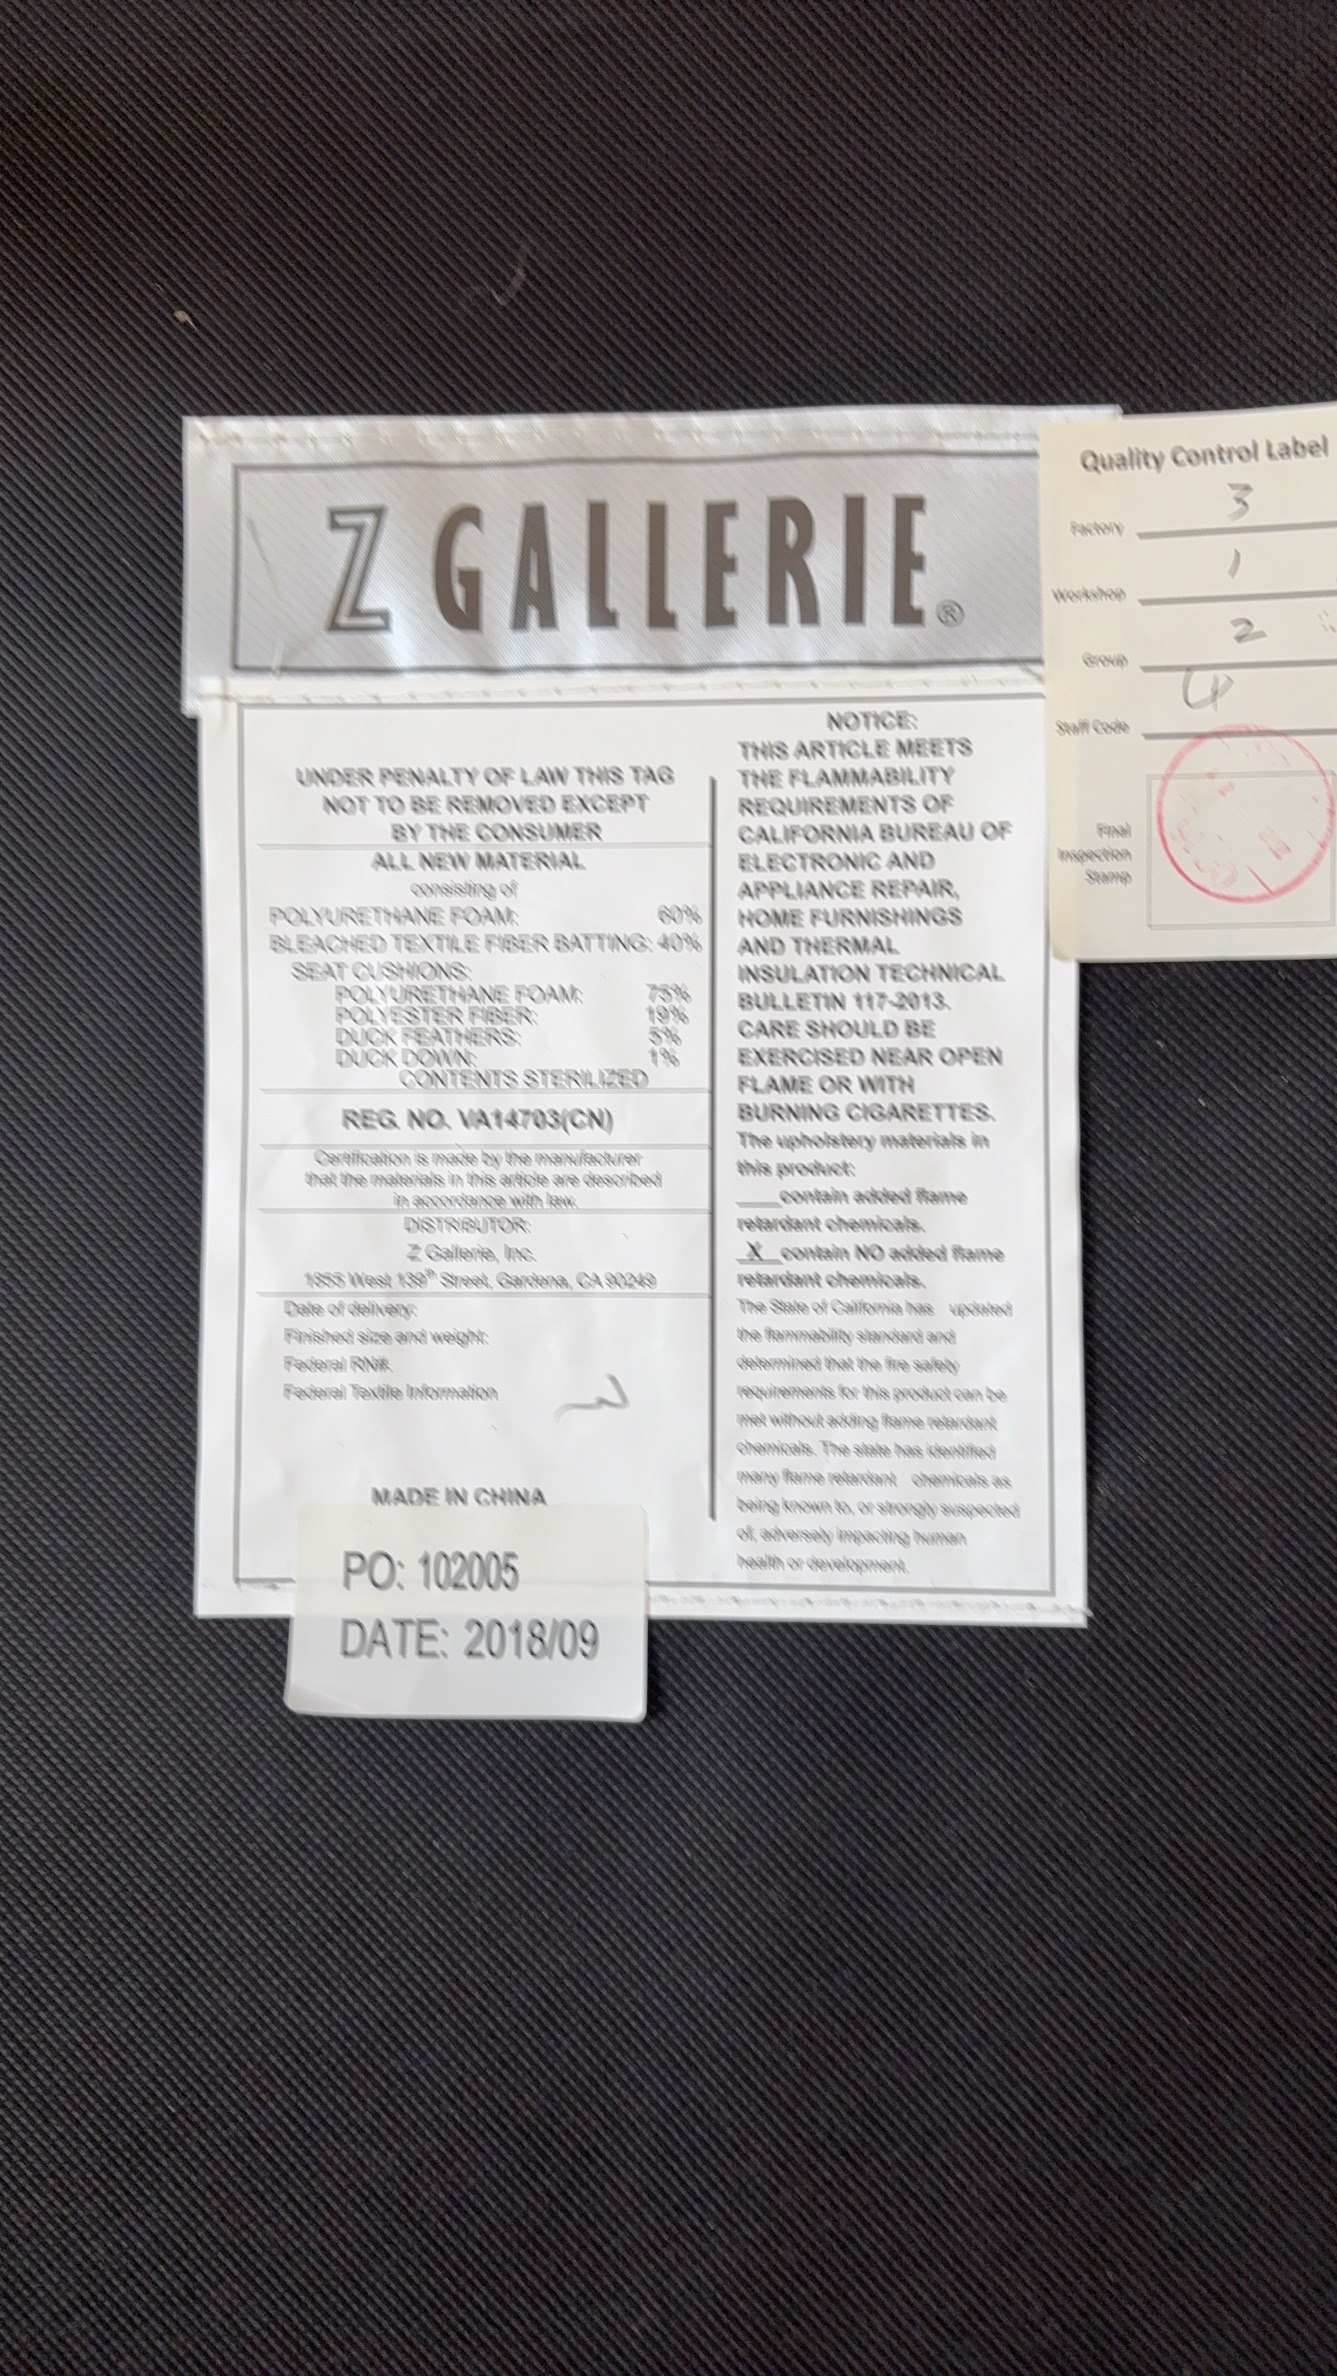 Z GALLERIE®
UNDER PENALTY OF LAW THIS TAG
NOT TO BE REMOVED EXCEPT
BY THE CONSUMER
ALL NEW MATERIAL
consisting of
POLYURETHANE FOAM: 60%
BLEACHED TEXTILE FIBER BATTING: 40%
SEAT CUSHIONS:
POLYURETHANE FOAM: 75%
POLYESTER FIBER: 19%
DUCK FEATHERS: 5%
DUCK DOWN: 1%
CONTENTS STERILIZED
REG. NO. VA14703(CN)
Certification is made by the manufacturer
that the materials in this article are described
in accordance with law.
DISTRIBUTOR:
Z Gallerie, Inc.
1855 West 139th Street, Gardena, CA 90249
Date of delivery:
Finished size and weight:
Federal RN#:
Federal Textile Information
MADE IN CHINA
PO: 102005
DATE: 2018/09
NOTICE:
THIS ARTICLE MEETS
THE FLAMMABILITY
REQUIREMENTS OF
CALIFORNIA BUREAU OF
ELECTRONIC AND
APPLIANCE REPAIR,
HOME FURNISHINGS
AND THERMAL
INSULATION TECHNICAL
BULLETIN 117-2013.
CARE SHOULD BE
EXERCISED NEAR OPEN
FLAME OR WITH
BURNING CIGARETTES.
The upholstery materials in
this product:
____contain added flame
retardant chemicals.
_X_contain NO added flame
retardant chemicals.
The State of California has updated
the flammability standard and
determined that the fire safety
requirements for this product can be
met without adding flame retardant
chemicals. The state has identified
many flame retardant chemicals as
being known to, or strongly suspected
of, adversely impacting human
health or development.
Quality Control Label
Factory 3
Workshop 1
Group 2
Staff Code
Final
Inspection
Stamp